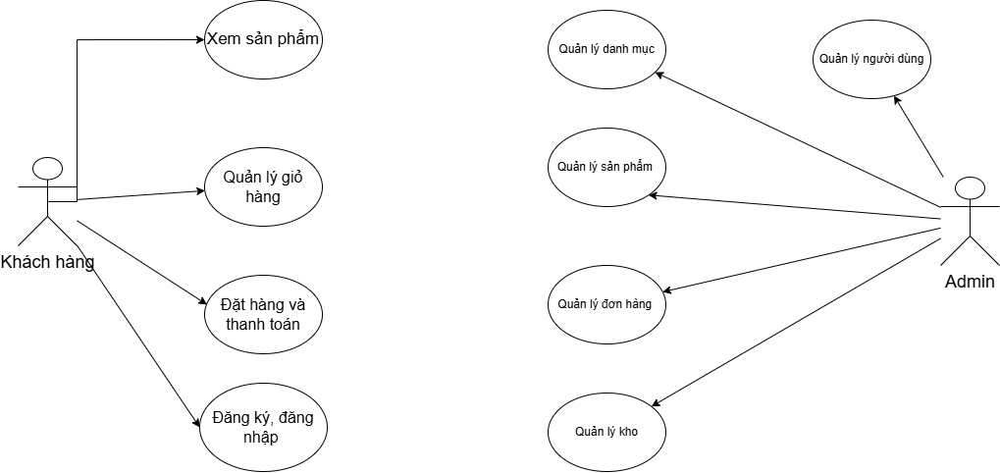 Xem sản phẩm
Quản lý giỏ
hàng
Khách hàng
Đặt hàng và
thanh toán
Đăng ký, đăng
nhập
Quản lý danh mục
Quản lý người dùng
Quản lý sản phẩm
Admin
Quản lý đơn hàng
Quản lý kho